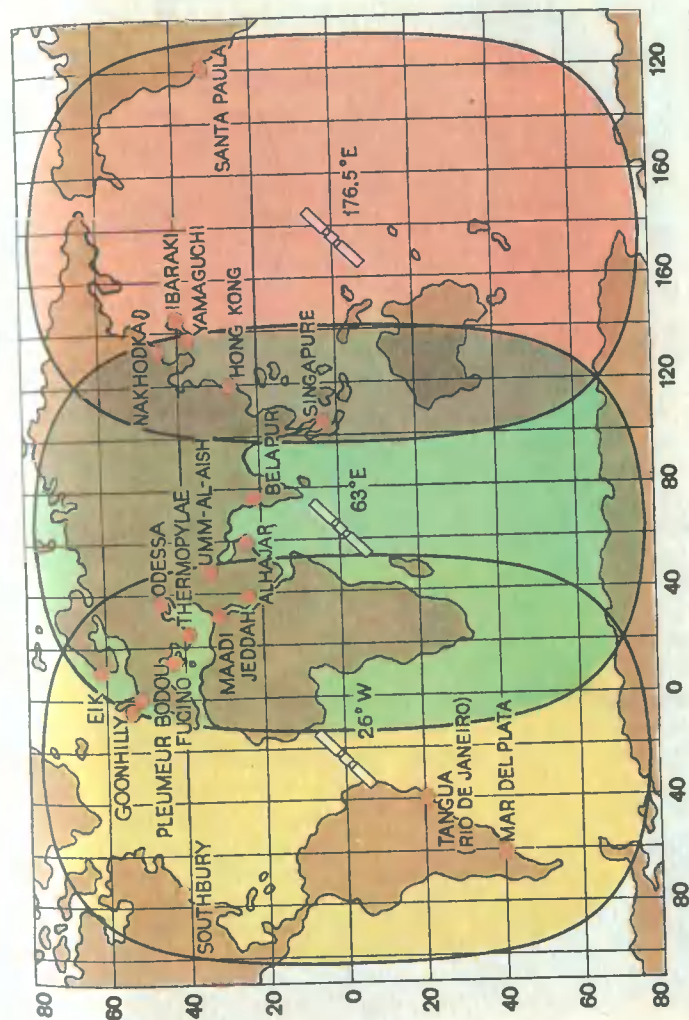 80
60
40
20
0
20
40
60
80
SOUTHBURY
GOONHILLY
EIK
PLEUMEUR BODOU
FUCINO
ODESSA
THERMOPYLAE
UMM-AL-AISH
MAADI
JEDDAH
ALHAJAR
BELAPUR
NAKHODKA
IBARAKI
YAMAGUCHI
HONG KONG
SINGAPURE
SANTA PAULA
26° W
63°E
176.5°E
TANGUA
(RIO DE JANEIRO)
MAR DEL PLATA
80
40
0
40
80
120
160
160
120